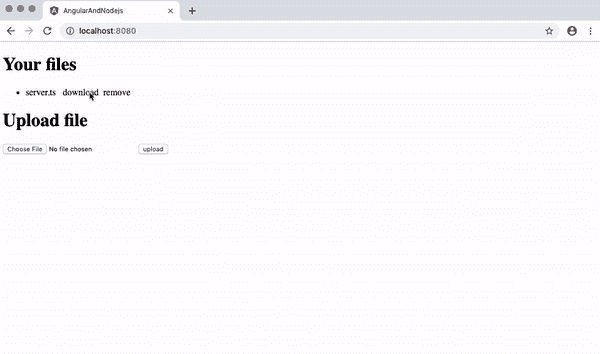 AngularAndNodejs
localhost:8080
Your files
server.ts download remove
Upload file
Choose File No file chosen upload